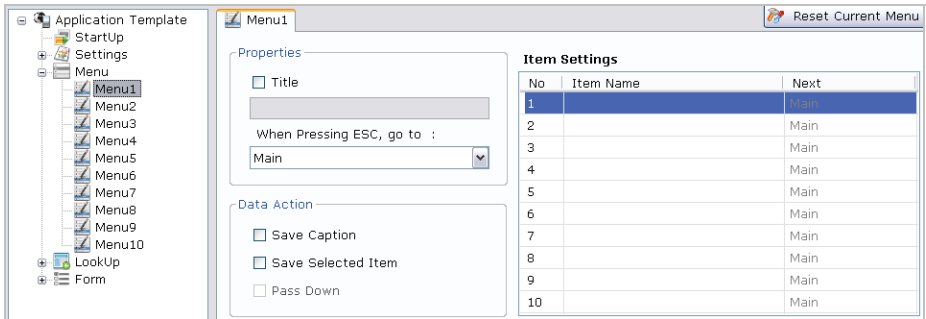 Application Template
StartUp
Settings
Menu
Menu1
Menu2
Menu3
Menu4
Menu5
Menu6
Menu7
Menu8
Menu9
Menu10
LookUp
Form
Menu1
Reset Current Menu
Properties
Title
When Pressing ESC, go to :
Main
Data Action
Save Caption
Save Selected Item
Pass Down
Item Settings
No Item Name Next
1 Main
2 Main
3 Main
4 Main
5 Main
6 Main
7 Main
8 Main
9 Main
10 Main